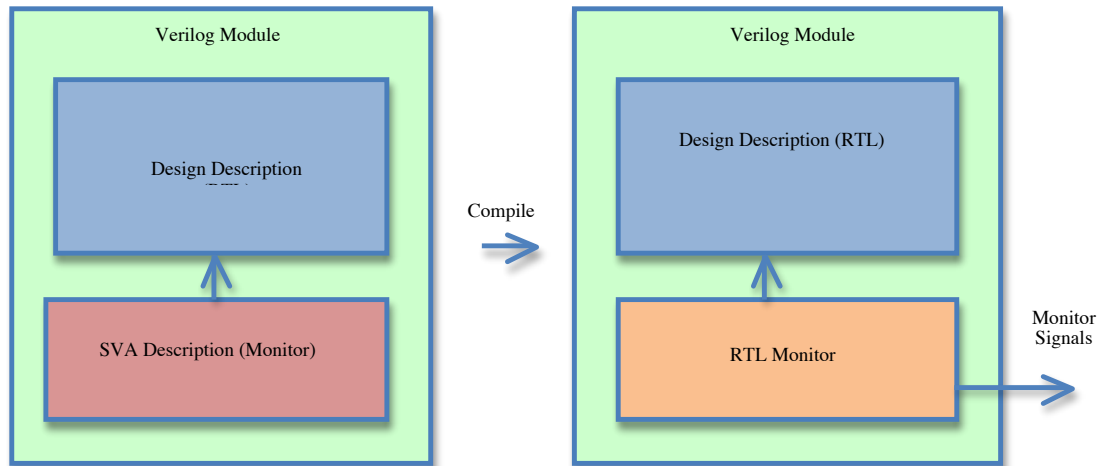 Verilog Module
Design Description
SVA Description (Monitor)
Compile
Verilog Module
Design Description (RTL)
RTL Monitor
Monitor
Signals